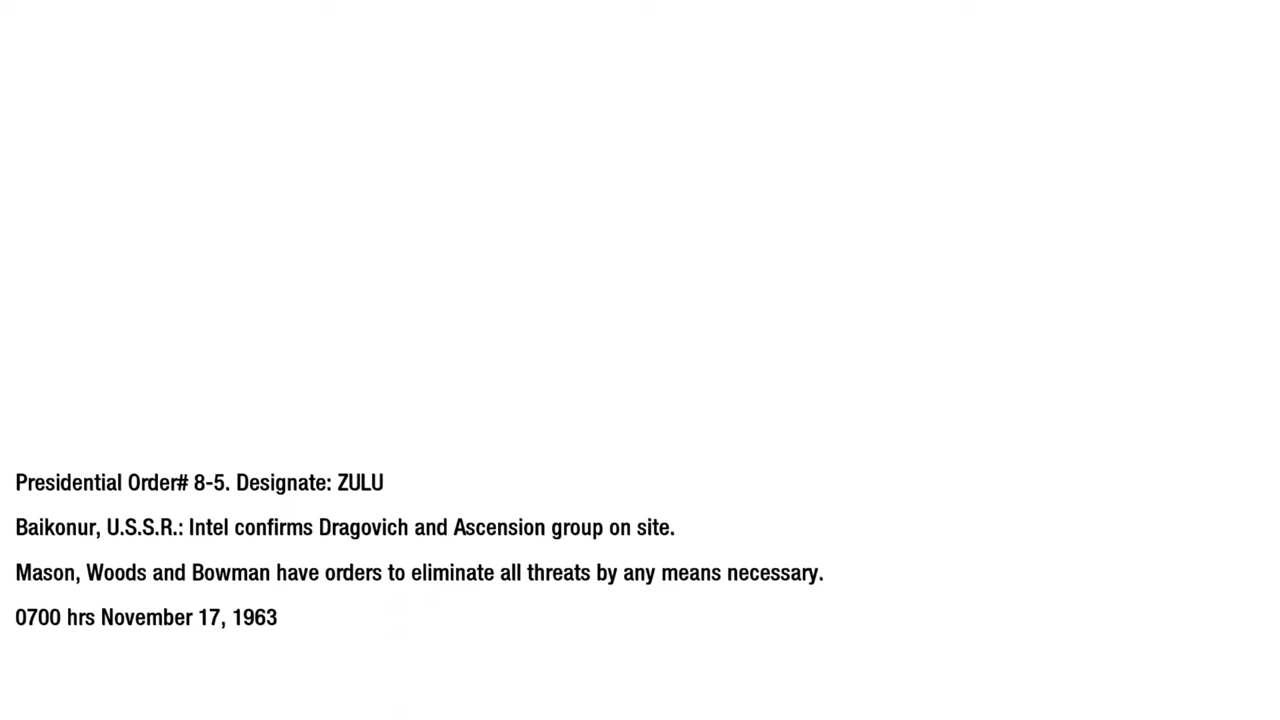 Presidential Order# 8-5. Designate: ZULU
Baikonur, U.S.S.R.: Intel confirms Dragovich and Ascension group on site.
Mason, Woods and Bowman have orders to eliminate all threats by any means necessary.
0700 hrs November 17, 1963